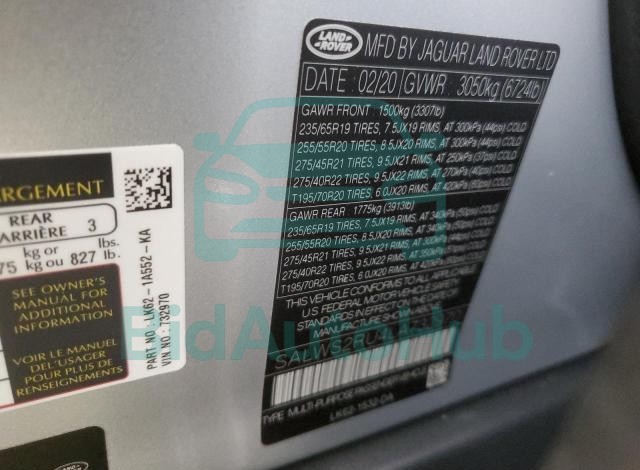 LAND ROVER
MFD BY JAGUAR LAND ROVER LTD
DATE : 02/20 GVWR : 3050kg (6724lb)
GAWR FRONT : 1500kg (3307lb)
235/65R19 TIRES, 7.5JX19 RIMS, AT 300kPa (44psi) COLD
255/55R20 TIRES, 8.5JX20 RIMS, AT 300kPa (44psi) COLD
275/45R21 TIRES, 9.5JX21 RIMS, AT 250kPa (37psi) COLD
275/40R22 TIRES, 9.5JX22 RIMS, AT 270kPa (40psi) COLD
T195/70R20 TIRES, 6.0JX20 RIMS, AT 420kPa (60psi) COLD
GAWR REAR : 1775kg (3913lb)
235/65R19 TIRES, 7.5JX19 RIMS, AT 340kPa (50psi) COLD
255/55R20 TIRES, 8.5JX20 RIMS, AT 340kPa (50psi) COLD
275/45R21 TIRES, 9.5JX21 RIMS, AT 300kPa (44psi) COLD
275/40R22 TIRES, 9.5JX22 RIMS, AT 350kPa COLD
T195/70R20 TIRES, 6.0JX20 RIMS, AT 420kPa (60psi) COLD
THIS VEHICLE CONFORMS TO ALL APPLICABLE
U.S FEDERAL MOTOR VEHICLE SAFETY
STANDARDS IN EFFECT ON THE DATE OF
MANUFACTURE SHOWN ABOVE
TYPE : MULTI-PURPOSE PASSENGER VEHICLE
LK62-1532-DA
ARGEMENT
REAR
ARRIÈRE 3
kg or lbs.
75 kg ou 827 lb
SEE OWNER'S
MANUAL FOR
ADDITIONAL
INFORMATION
VOIR LE MANUEL
DEL'USAGER
POUR PLUS DE
RENSEIGNEMENTS
PART NO. LK62-1A552-KA
VIN NO. 732970
BidAutoHub